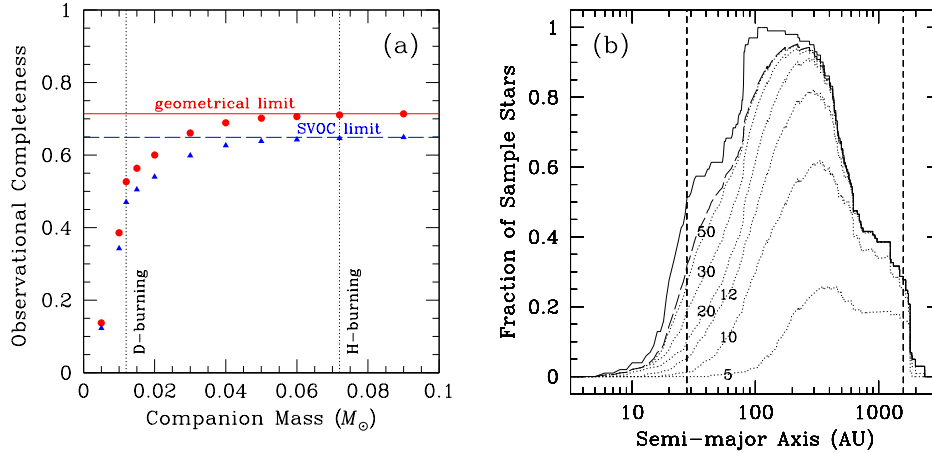 (a)
geometrical limit
SVOC limit
D-burning
H-burning
Observational Completeness
1
0.8
0.6
0.4
0.2
0
0 0.02 0.04 0.06 0.08 0.1
Companion Mass (M☉)
(b)
50
30
12
20
10
5
Fraction of Sample Stars
1
0.8
0.6
0.4
0.2
0
10 100 1000
Semi-major Axis (AU)